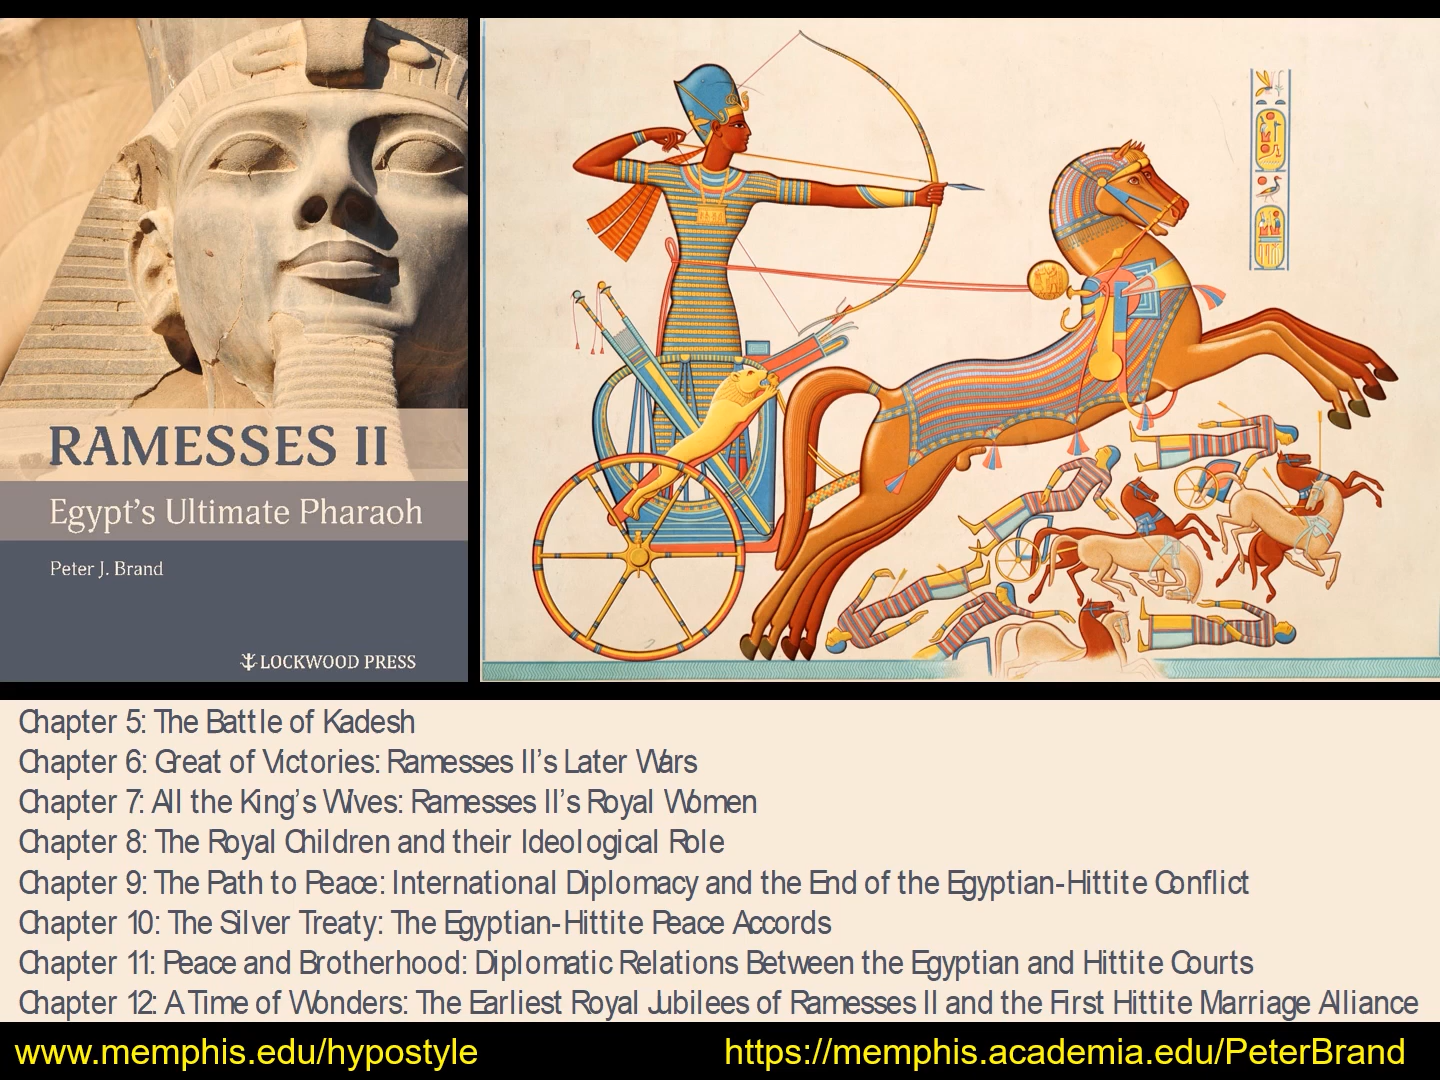 RAMESSES II
Egypt's Ultimate Pharaoh
Peter J. Brand
LOCKWOOD PRESS
Chapter 5: The Battle of Kadesh
Chapter 6: Great of Victories: Ramesses II's Later Wars
Chapter 7: All the King's Wives: Ramesses II's Royal Women
Chapter 8: The Royal Children and their Ideological Role
Chapter 9: The Path to Peace: International Diplomacy and the End of the Egyptian-Hittite Conflict
Chapter 10: The Silver Treaty: The Egyptian-Hittite Peace Accords
Chapter 11: Peace and Brotherhood: Diplomatic Relations Between the Egyptian and Hittite Courts
Chapter 12: A Time of Wonders: The Earliest Royal Jubilees of Ramesses II and the First Hittite Marriage Alliance
www.memphis.edu/hypostyle
https://memphis.academia.edu/PeterBrand